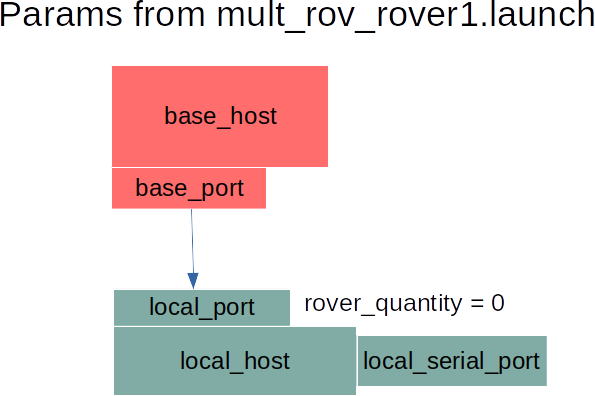 Params from mult_rov_rover1.launch
base_host
base_port
local_port
rover_quantity = 0
local_host
local_serial_port